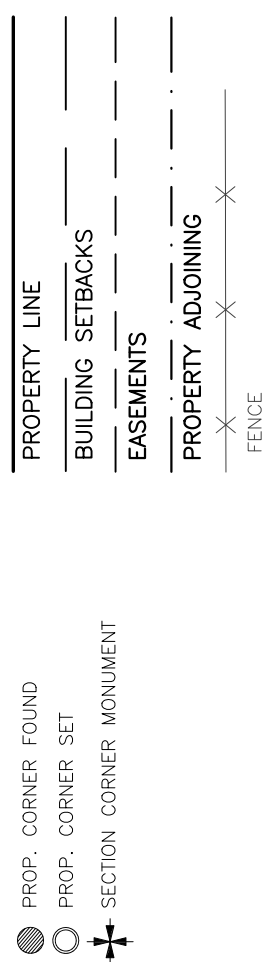 PROP. CORNER FOUND
PROP. CORNER SET
SECTION CORNER MONUMENT
PROPERTY LINE
BUILDING SETBACKS
EASEMENTS
PROPERTY ADJOINING
FENCE